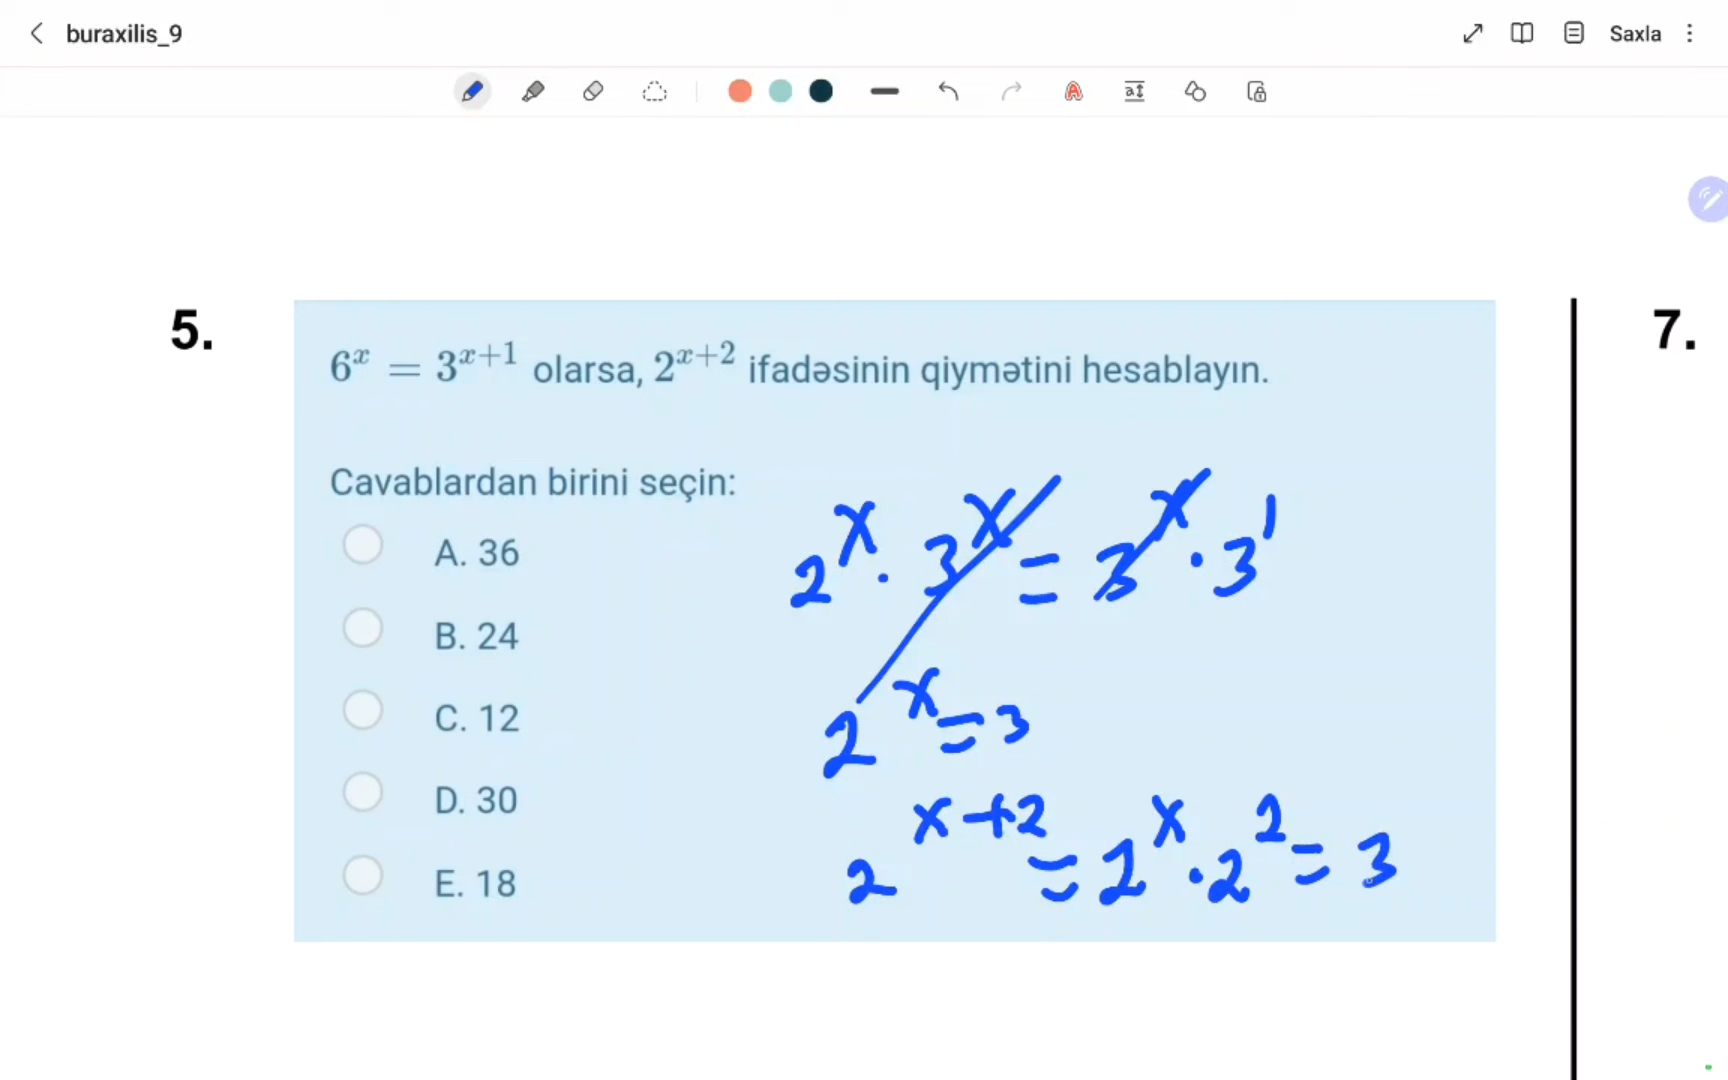 buraxilis_9
Saxla
5.
7.
6^x = 3^{x+1} olarsa, 2^{x+2} ifadəsinin qiymətini hesablayın.
Cavablardan birini seçin:
A. 36
B. 24
C. 12
D. 30
E. 18
2^x · 3^x = 3^x · 3^1
2^x = 3
2^{x+2} = 2^x · 2^2 = 3